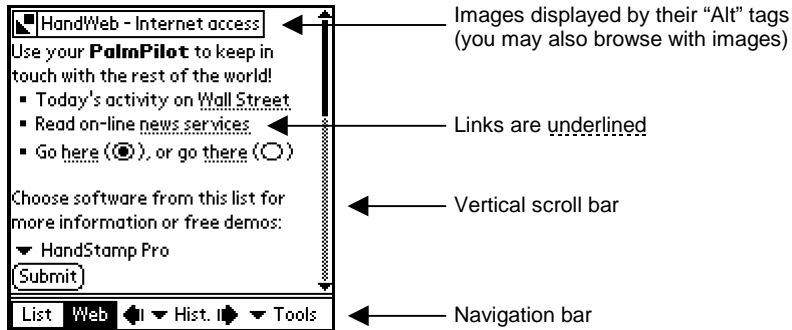 HandWeb - Internet access
Images displayed by their “Alt” tags
(you may also browse with images)
Use your PalmPilot to keep in
touch with the rest of the world!
Today's activity on Wall Street
Read on-line news services
Links are underlined
Go here ( ), or go there ( )
Choose software from this list for
Vertical scroll bar
more information or free demos:
HandStamp Pro
Submit
List Web Hist. Tools
Navigation bar